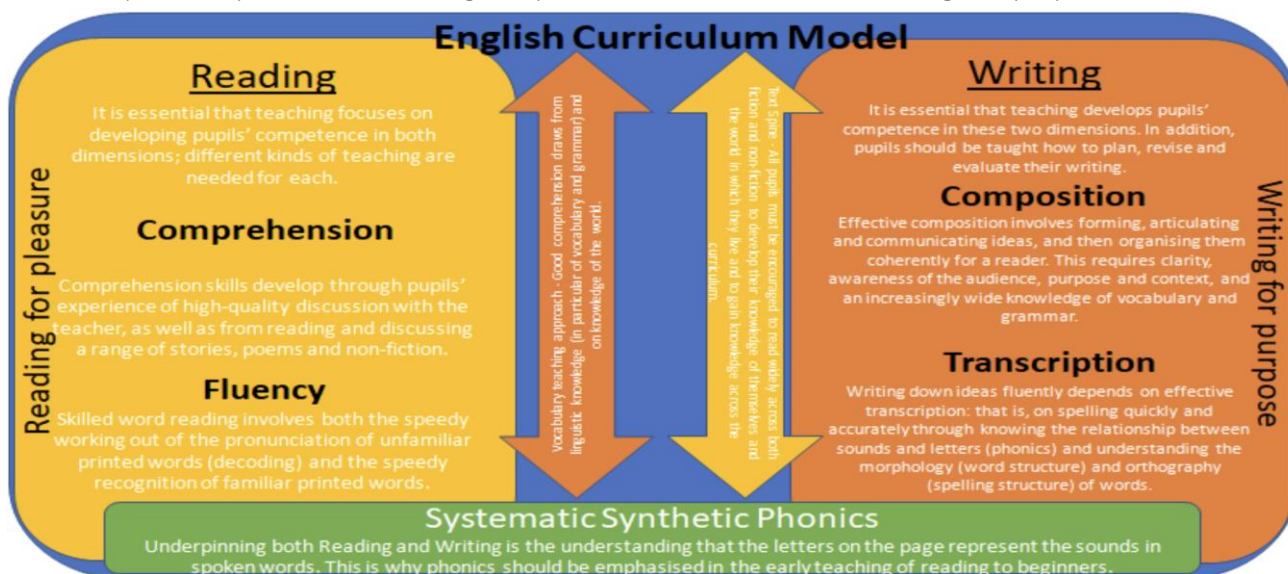 English Curriculum Model
Reading for pleasure
Reading
It is essential that teaching focuses on
developing pupils' competence in both
dimensions; different kinds of teaching are
needed for each.
Comprehension
Comprehension skills develop through pupils'
experience of high-quality discussion with the
teacher, as well as from reading and discussing
a range of stories, poems and non-fiction.
Fluency
Skilled word reading involves both the speedy
working out of the pronunciation of unfamiliar
printed words (decoding) and the speedy
recognition of familiar printed words.
Vocabulary teaching approach - Good comprehension draws from
linguistic knowledge (in particular of vocabulary and grammar) and
on knowledge of the world.
Text Spine - All pupils must be encouraged to read widely across both
fiction and non-fiction to develop their knowledge of themselves and
the world in which they live and to gain knowledge across the
curriculum.
Writing
It is essential that teaching develops pupils'
competence in these two dimensions. In addition,
pupils should be taught how to plan, revise and
evaluate their writing.
Composition
Effective composition involves forming, articulating
and communicating ideas, and then organising them
coherently for a reader. This requires clarity,
awareness of the audience, purpose and context, and
an increasingly wide knowledge of vocabulary and
grammar.
Transcription
Writing down ideas fluently depends on effective
transcription: that is, on spelling quickly and
accurately through knowing the relationship between
sounds and letters (phonics) and understanding the
morphology (word structure) and orthography
(spelling structure) of words.
Writing for purpose
Systematic Synthetic Phonics
Underpinning both Reading and Writing is the understanding that the letters on the page represent the sounds in
spoken words. This is why phonics should be emphasised in the early teaching of reading to beginners.